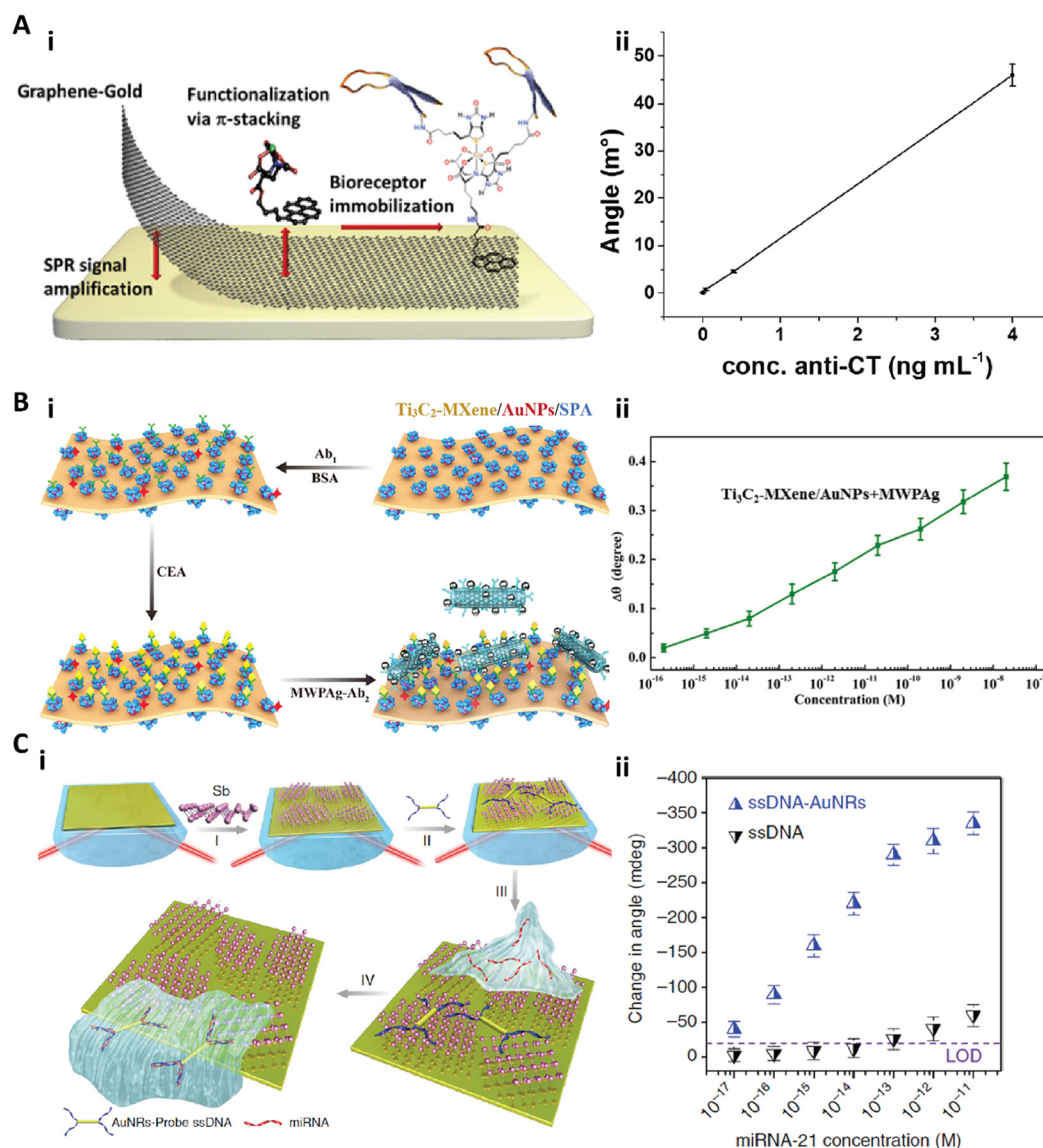 A
i
Graphene-Gold
Functionalization
via π-stacking
Bioreceptor
immobilization
SPR signal
amplification
ii
50
40
30
20
10
0
Angle (m°)
0 1 2 3 4
conc. anti-CT (ng mL⁻¹)
B
i
Ti₃C₂-MXene/AuNPs/SPA
Ab₁
BSA
CEA
MWPAg-Ab₂
ii
0.4
0.3
0.2
0.1
0.0
Δθ (degree)
Ti₃C₂-MXene/AuNPs+MWPAg
10⁻¹⁶ 10⁻¹⁵ 10⁻¹⁴ 10⁻¹³ 10⁻¹² 10⁻¹¹ 10⁻¹⁰ 10⁻⁹ 10⁻⁸ 10⁻⁷
Concentration (M)
C
i
Sb
I
II
III
IV
AuNRs-Probe ssDNA
miRNA
ii
−400
−350
−300
−250
−200
−150
−100
−50
0
Change in angle (mdeg)
ssDNA-AuNRs
ssDNA
LOD
10⁻¹⁷ 10⁻¹⁶ 10⁻¹⁵ 10⁻¹⁴ 10⁻¹³ 10⁻¹² 10⁻¹¹
miRNA-21 concentration (M)